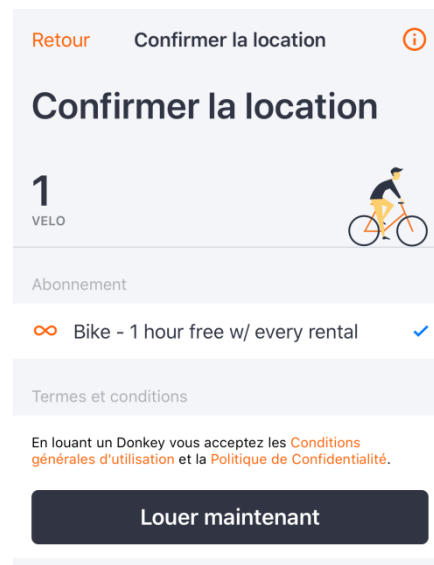 Retour Confirmer la location
Confirmer la location
1
VELO
Abonnement
Bike - 1 hour free w/ every rental
Termes et conditions
En louant un Donkey vous acceptez les Conditions
générales d'utilisation et la Politique de Confidentialité.
Louer maintenant